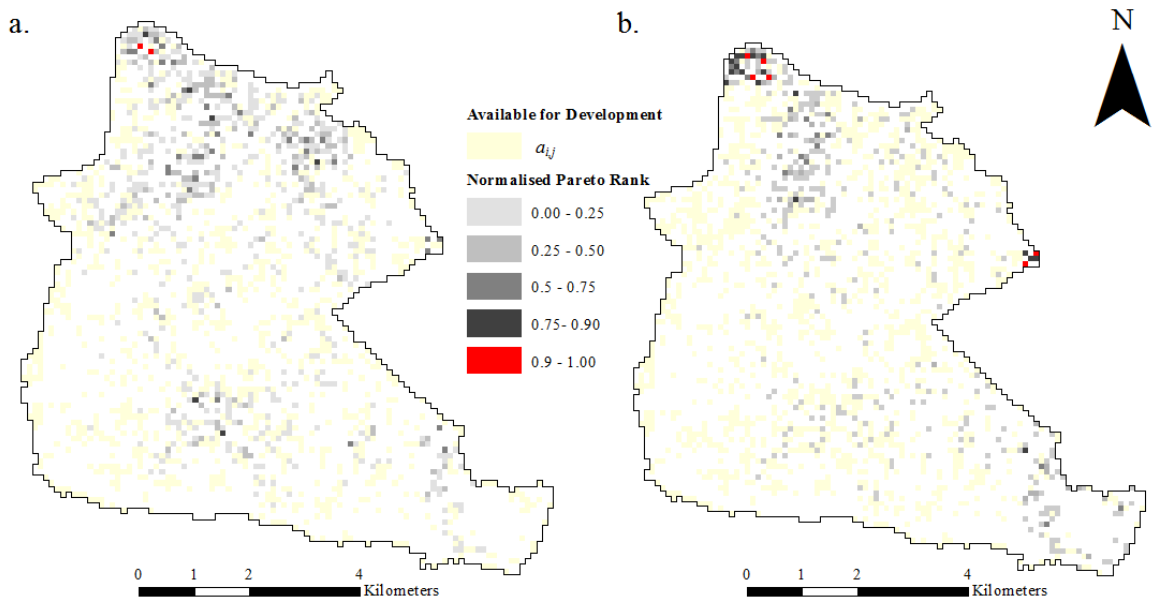 a.
b.
N
Available for Development
ai,j
Normalised Pareto Rank
0.00 - 0.25
0.25 - 0.50
0.5 - 0.75
0.75- 0.90
0.9 - 1.00
0 1 2 4
Kilometers
0 1 2 4
Kilometers